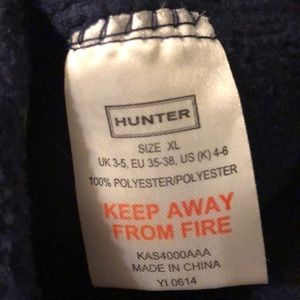 HUNTER
SIZE XL
UK 3-5, EU 35-38, US (K) 4-6
100% POLYESTER/POLYESTER
KEEP AWAY
FROM FIRE
KAS4000AAA
MADE IN CHINA
YI 0614